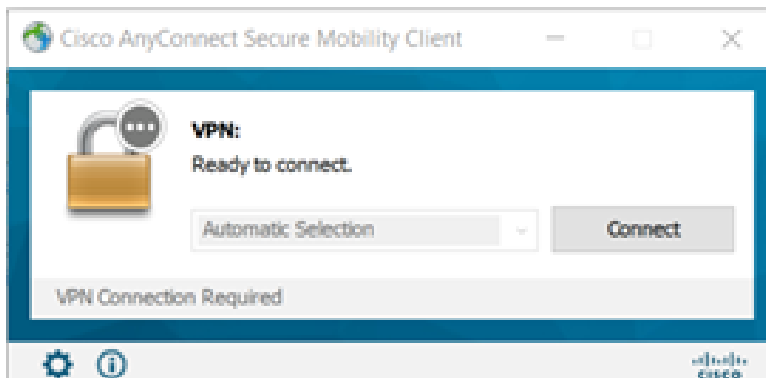 Cisco AnyConnect Secure Mobility Client
VPN:
Ready to connect.
Automatic Selection
Connect
VPN Connection Required
CISCO